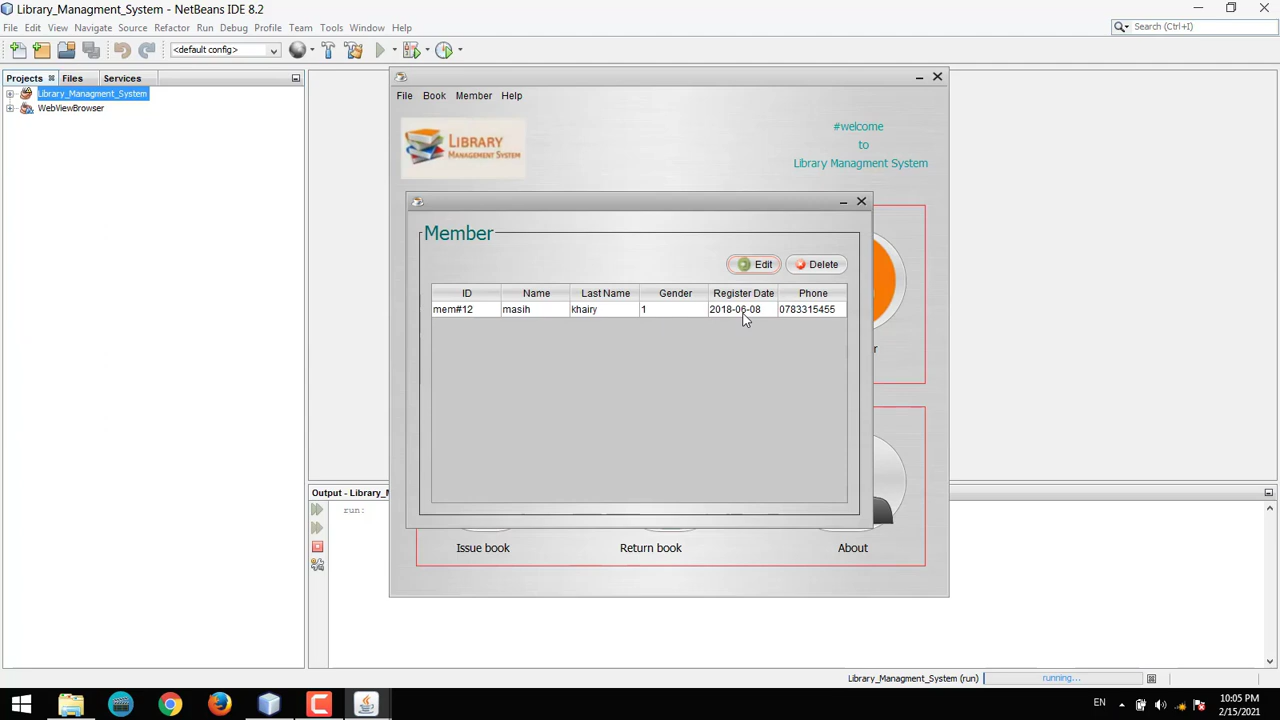 Library_Managment_System - NetBeans IDE 8.2
File Edit View Navigate Source Refactor Run Debug Profile Team Tools Window Help
Search (Ctrl+I)
<default config>
Projects Files Services
Library_Managment_System
WebViewBrowser
File Book Member Help
#welcome
to
Library Managment System
LIBRARY
MANAGEMENT SYSTEM
Member
Edit Delete
ID Name Last Name Gender Register Date Phone
mem#12 masih khairy 1 2018-06-08 0783315455
r
Issue book Return book About
Output - Library_M
run:
Library_Managment_System (run) running...
EN 10:05 PM
2/15/2021